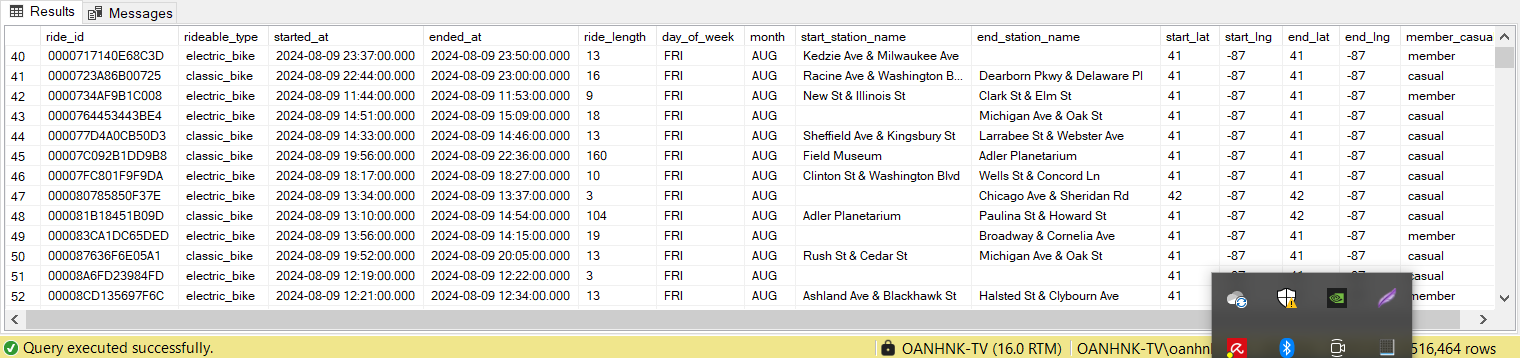 Results Messages
ride_id rideable_type started_at ended_at ride_length day_of_week month start_station_name end_station_name start_lat start_lng end_lat end_lng member_casua
40 0000717140E68C3D electric_bike 2024-08-09 23:37:00.000 2024-08-09 23:50:00.000 13 FRI AUG Kedzie Ave & Milwaukee Ave 41 -87 41 -87 member
41 0000723A86B00725 classic_bike 2024-08-09 22:44:00.000 2024-08-09 23:00:00.000 16 FRI AUG Racine Ave & Washington B... Dearborn Pkwy & Delaware Pl 41 -87 41 -87 casual
42 0000734AF9B1C008 electric_bike 2024-08-09 11:44:00.000 2024-08-09 11:53:00.000 9 FRI AUG New St & Illinois St Clark St & Elm St 41 -87 41 -87 member
43 0000764453443BE4 electric_bike 2024-08-09 14:51:00.000 2024-08-09 15:09:00.000 18 FRI AUG Michigan Ave & Oak St 41 -87 41 -87 casual
44 000077D4A0CB50D3 classic_bike 2024-08-09 14:33:00.000 2024-08-09 14:46:00.000 13 FRI AUG Sheffield Ave & Kingsbury St Larrabee St & Webster Ave 41 -87 41 -87 casual
45 00007C092B1DD9B8 classic_bike 2024-08-09 19:56:00.000 2024-08-09 22:36:00.000 160 FRI AUG Field Museum Adler Planetarium 41 -87 41 -87 casual
46 00007FC801F9F9DA electric_bike 2024-08-09 18:17:00.000 2024-08-09 18:27:00.000 10 FRI AUG Clinton St & Washington Blvd Wells St & Concord Ln 41 -87 41 -87 casual
47 000080785850F37E electric_bike 2024-08-09 13:34:00.000 2024-08-09 13:37:00.000 3 FRI AUG Chicago Ave & Sheridan Rd 42 -87 42 -87 casual
48 000081B18451B09D classic_bike 2024-08-09 13:10:00.000 2024-08-09 14:54:00.000 104 FRI AUG Adler Planetarium Paulina St & Howard St 41 -87 42 -87 casual
49 000083CA1DC65DED electric_bike 2024-08-09 13:56:00.000 2024-08-09 14:15:00.000 19 FRI AUG Broadway & Cornelia Ave 41 -87 41 -87 member
50 000087636F6E05A1 classic_bike 2024-08-09 19:52:00.000 2024-08-09 20:05:00.000 13 FRI AUG Rush St & Cedar St Michigan Ave & Oak St 41 -87 41 -87 casual
51 00008A6FD23984FD electric_bike 2024-08-09 12:19:00.000 2024-08-09 12:22:00.000 3 FRI AUG 41 casual
52 00008CD135697F6C electric_bike 2024-08-09 12:21:00.000 2024-08-09 12:34:00.000 13 FRI AUG Ashland Ave & Blackhawk St Halsted St & Clybourn Ave 41 member
Query executed successfully. OANHNK-TV (16.0 RTM) OANHNK-TV\oanhn 516,464 rows